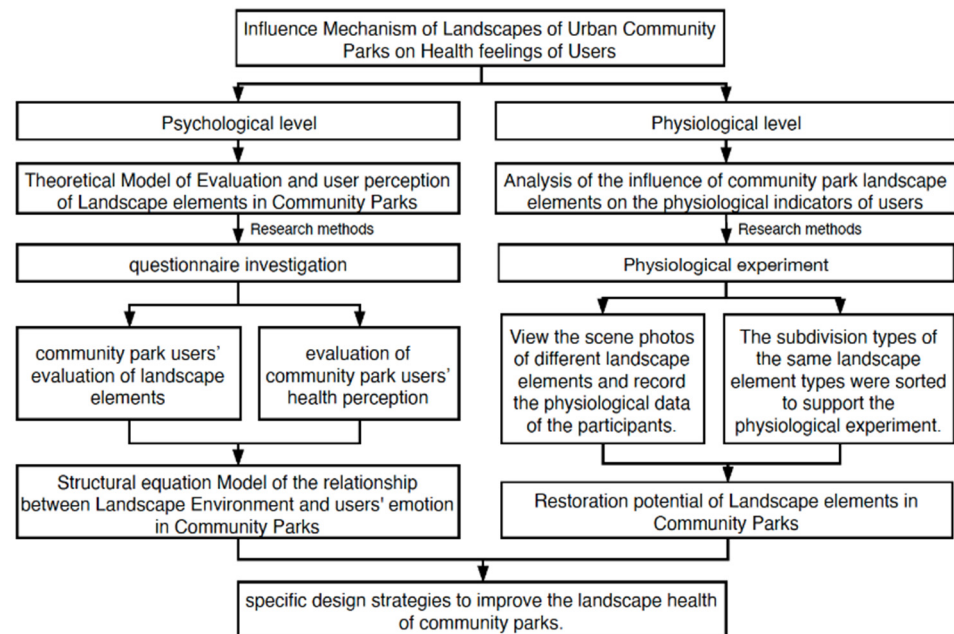 Influence Mechanism of Landscapes of Urban Community
Parks on Health feelings of Users
Psychological level
Physiological level
Theoretical Model of Evaluation and user perception
of Landscape elements in Community Parks
Analysis of the influence of community park landscape
elements on the physiological indicators of users
Research methods
Research methods
questionnaire investigation
Physiological experiment
community park users'
evaluation of landscape
elements
evaluation of
community park users'
health perception
View the scene photos
of different landscape
elements and record
the physiological data
of the participants.
The subdivision types of
the same landscape
element types were sorted
to support the
physiological experiment.
Structural equation Model of the relationship
between Landscape Environment and users' emotion
in Community Parks
Restoration potential of Landscape elements in
Community Parks
specific design strategies to improve the landscape health
of community parks.